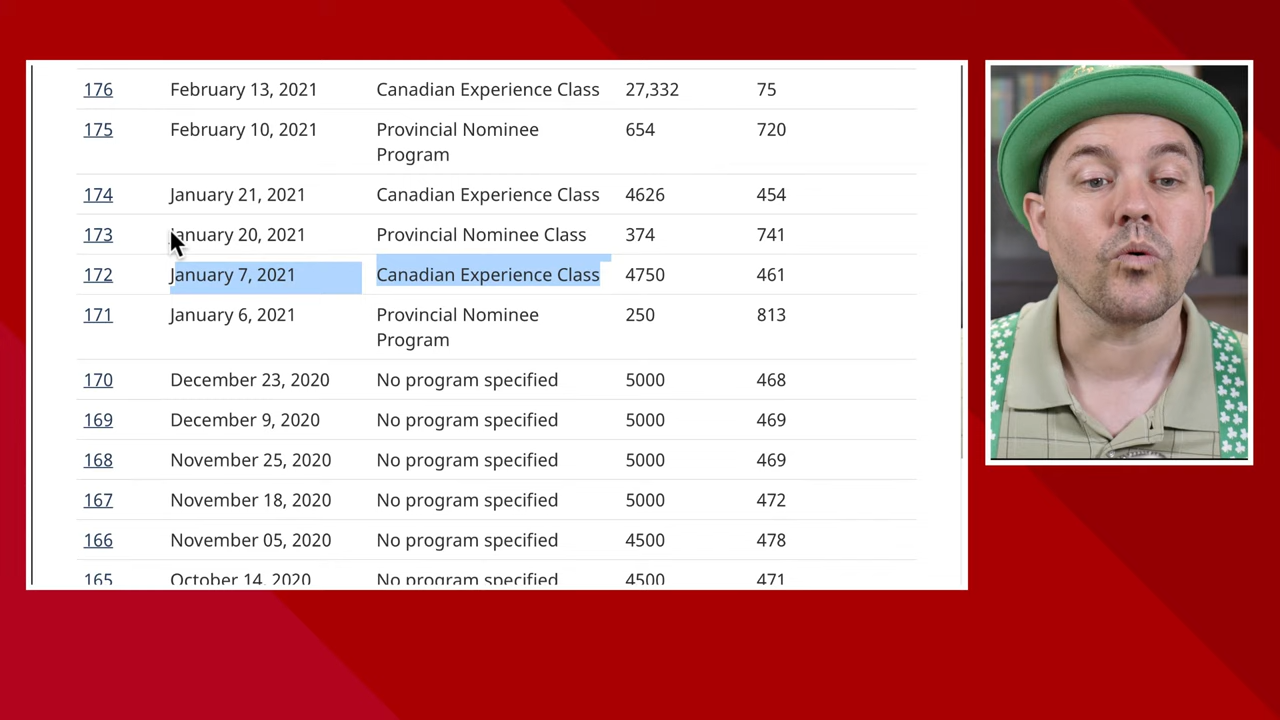 176 February 13, 2021 Canadian Experience Class 27,332 75
175 February 10, 2021 Provincial Nominee 654 720
Program
174 January 21, 2021 Canadian Experience Class 4626 454
173 January 20, 2021 Provincial Nominee Class 374 741
172 January 7, 2021 Canadian Experience Class 4750 461
171 January 6, 2021 Provincial Nominee 250 813
Program
170 December 23, 2020 No program specified 5000 468
169 December 9, 2020 No program specified 5000 469
168 November 25, 2020 No program specified 5000 469
167 November 18, 2020 No program specified 5000 472
166 November 05, 2020 No program specified 4500 478
165 October 14, 2020 No program specified 4500 471